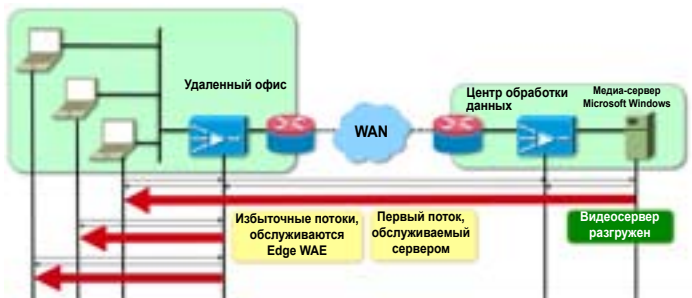 Удаленный офис
WAN
Центр обработки
данных
Медиа-сервер
Microsoft Windows
Избыточные потоки,
обслуживаются
Edge WAE
Первый поток,
обслуживаемый
сервером
Видеосервер
разгружен